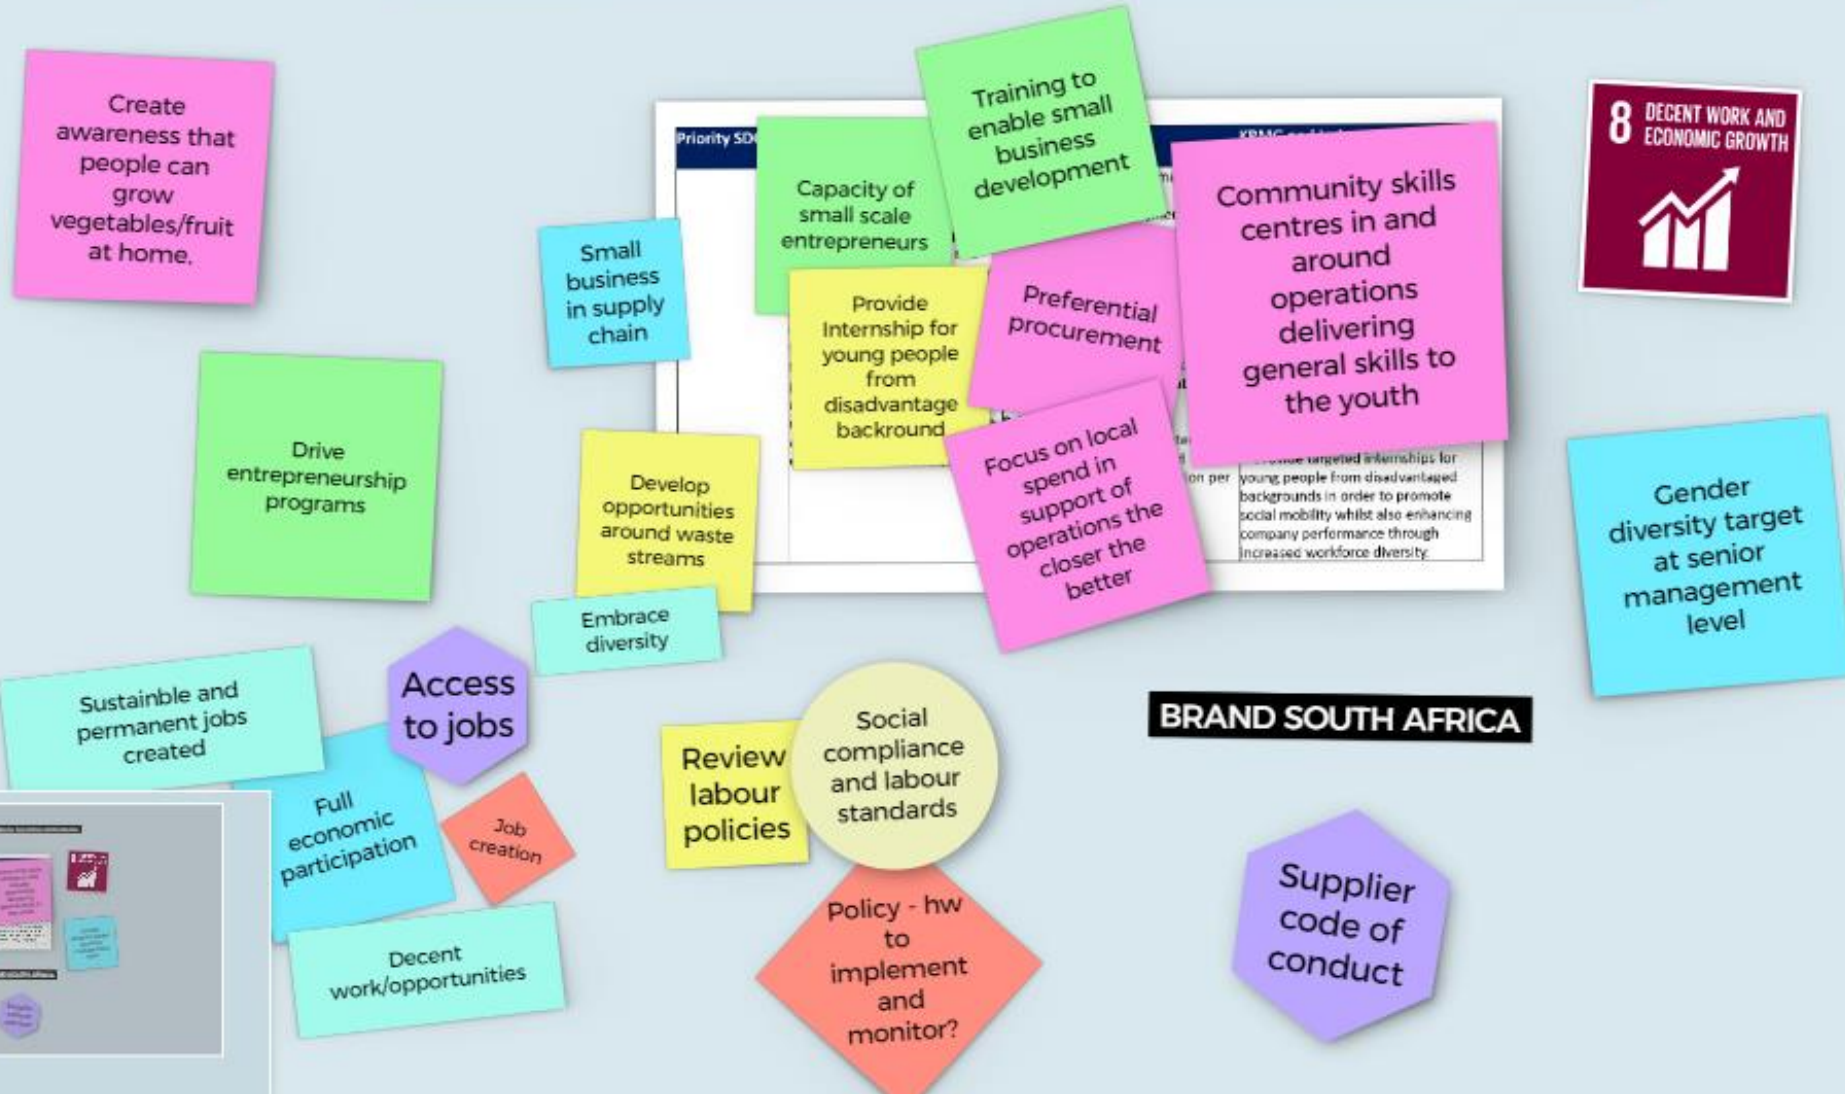 Create
awareness that
people can
grow
vegetables/fruit
at home.
Drive
entrepreneurship
programs
Small
business
in supply
chain
Priority
Capacity of
small scale
entrepreneurs
Training to
enable small
business
development
Provide
Internship for
young people
from
disadvantage
backround
Preferential
procurement
Community skills
centres in and
around
operations
delivering
general skills to
the youth
8 DECENT WORK AND
ECONOMIC GROWTH
Develop
opportunities
around waste
streams
Focus on local
spend in
support of
operations the
closer the
better
on per
targeted internships for
young people from disadvantaged
backgrounds in order to promote
social mobility whilst also enhancing
company performance through
increased workforce diversity.
Gender
diversity target
at senior
management
level
Embrace
diversity
Sustainble and
permanent jobs
created
Access
to jobs
Full
economic
participation
Job
creation
Decent
work/opportunities
Review
labour
policies
Social
compliance
and labour
standards
Policy - hw
to
implement
and
monitor?
BRAND SOUTH AFRICA
Supplier
code of
conduct